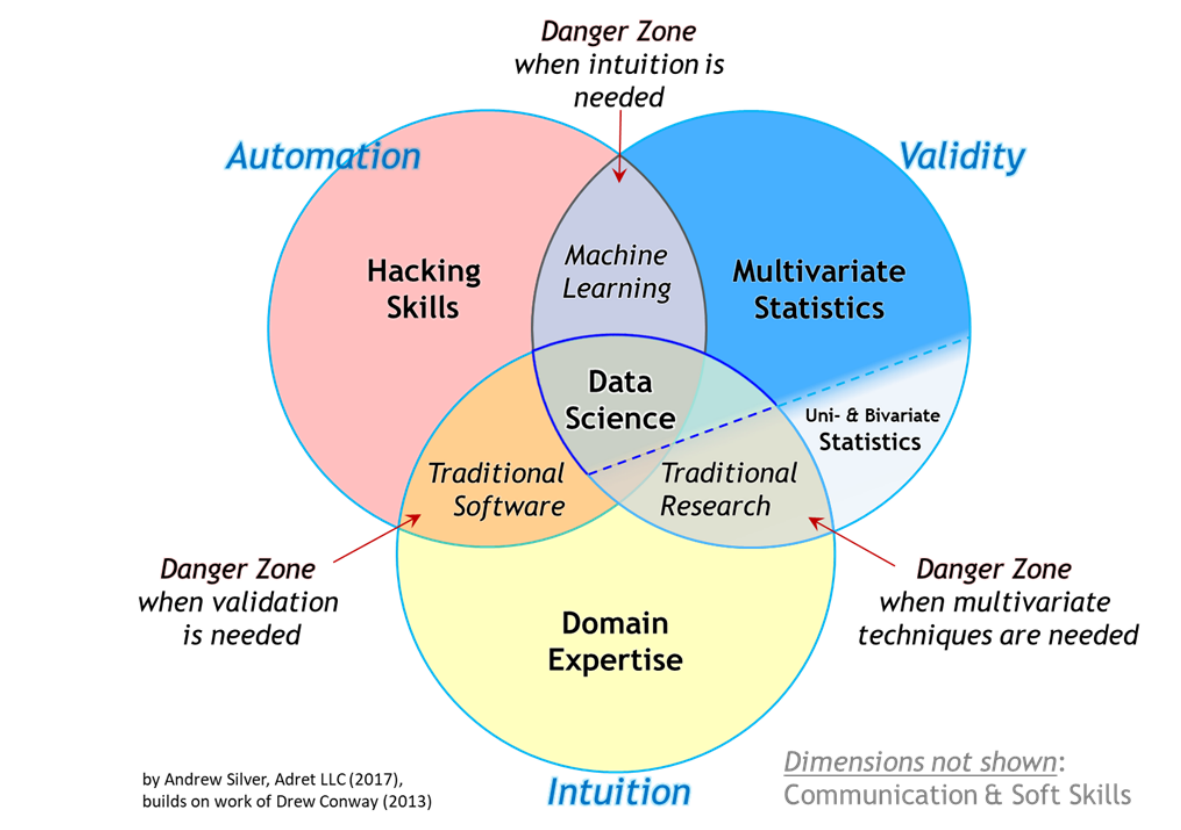 Danger Zone
when intuition is
needed
Automation
Validity
Hacking
Skills
Machine
Learning
Multivariate
Statistics
Data
Science
Uni- & Bivariate
Statistics
Traditional
Software
Traditional
Research
Danger Zone
when validation
is needed
Danger Zone
when multivariate
techniques are needed
Domain
Expertise
Intuition
by Andrew Silver, Adret LLC (2017),
builds on work of Drew Conway (2013)
Dimensions not shown:
Communication & Soft Skills